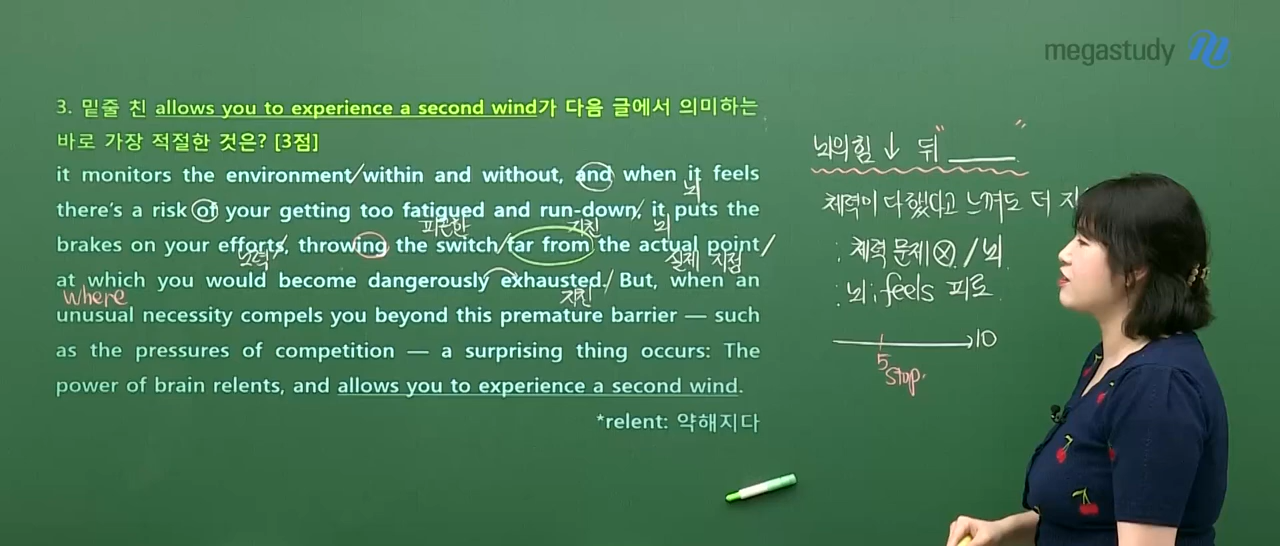 megastudy
3. 밑줄 친 allows you to experience a second wind가 다음 글에서 의미하는
바로 가장 적절한 것은? [3점]
it monitors the environment/within and without, and when it feels
뇌
there's a risk of your getting too fatigued and run-down/, it puts the
피곤한 지친 뇌
brakes on your efforts/, throwing the switch/far from the actual point/
노력 실제 지점
at which you would become dangerously exhausted./ But, when an
where 지친
unusual necessity compels you beyond this premature barrier — such
as the pressures of competition — a surprising thing occurs: The
power of brain relents, and allows you to experience a second wind.
*relent: 약해지다
뇌의 힘 ↓ 뒤 "______"
체력이 다했다고 느껴도 더
: 체력 문제 ⊗ / 뇌
: 뇌; feels 피로
10
5
stop.